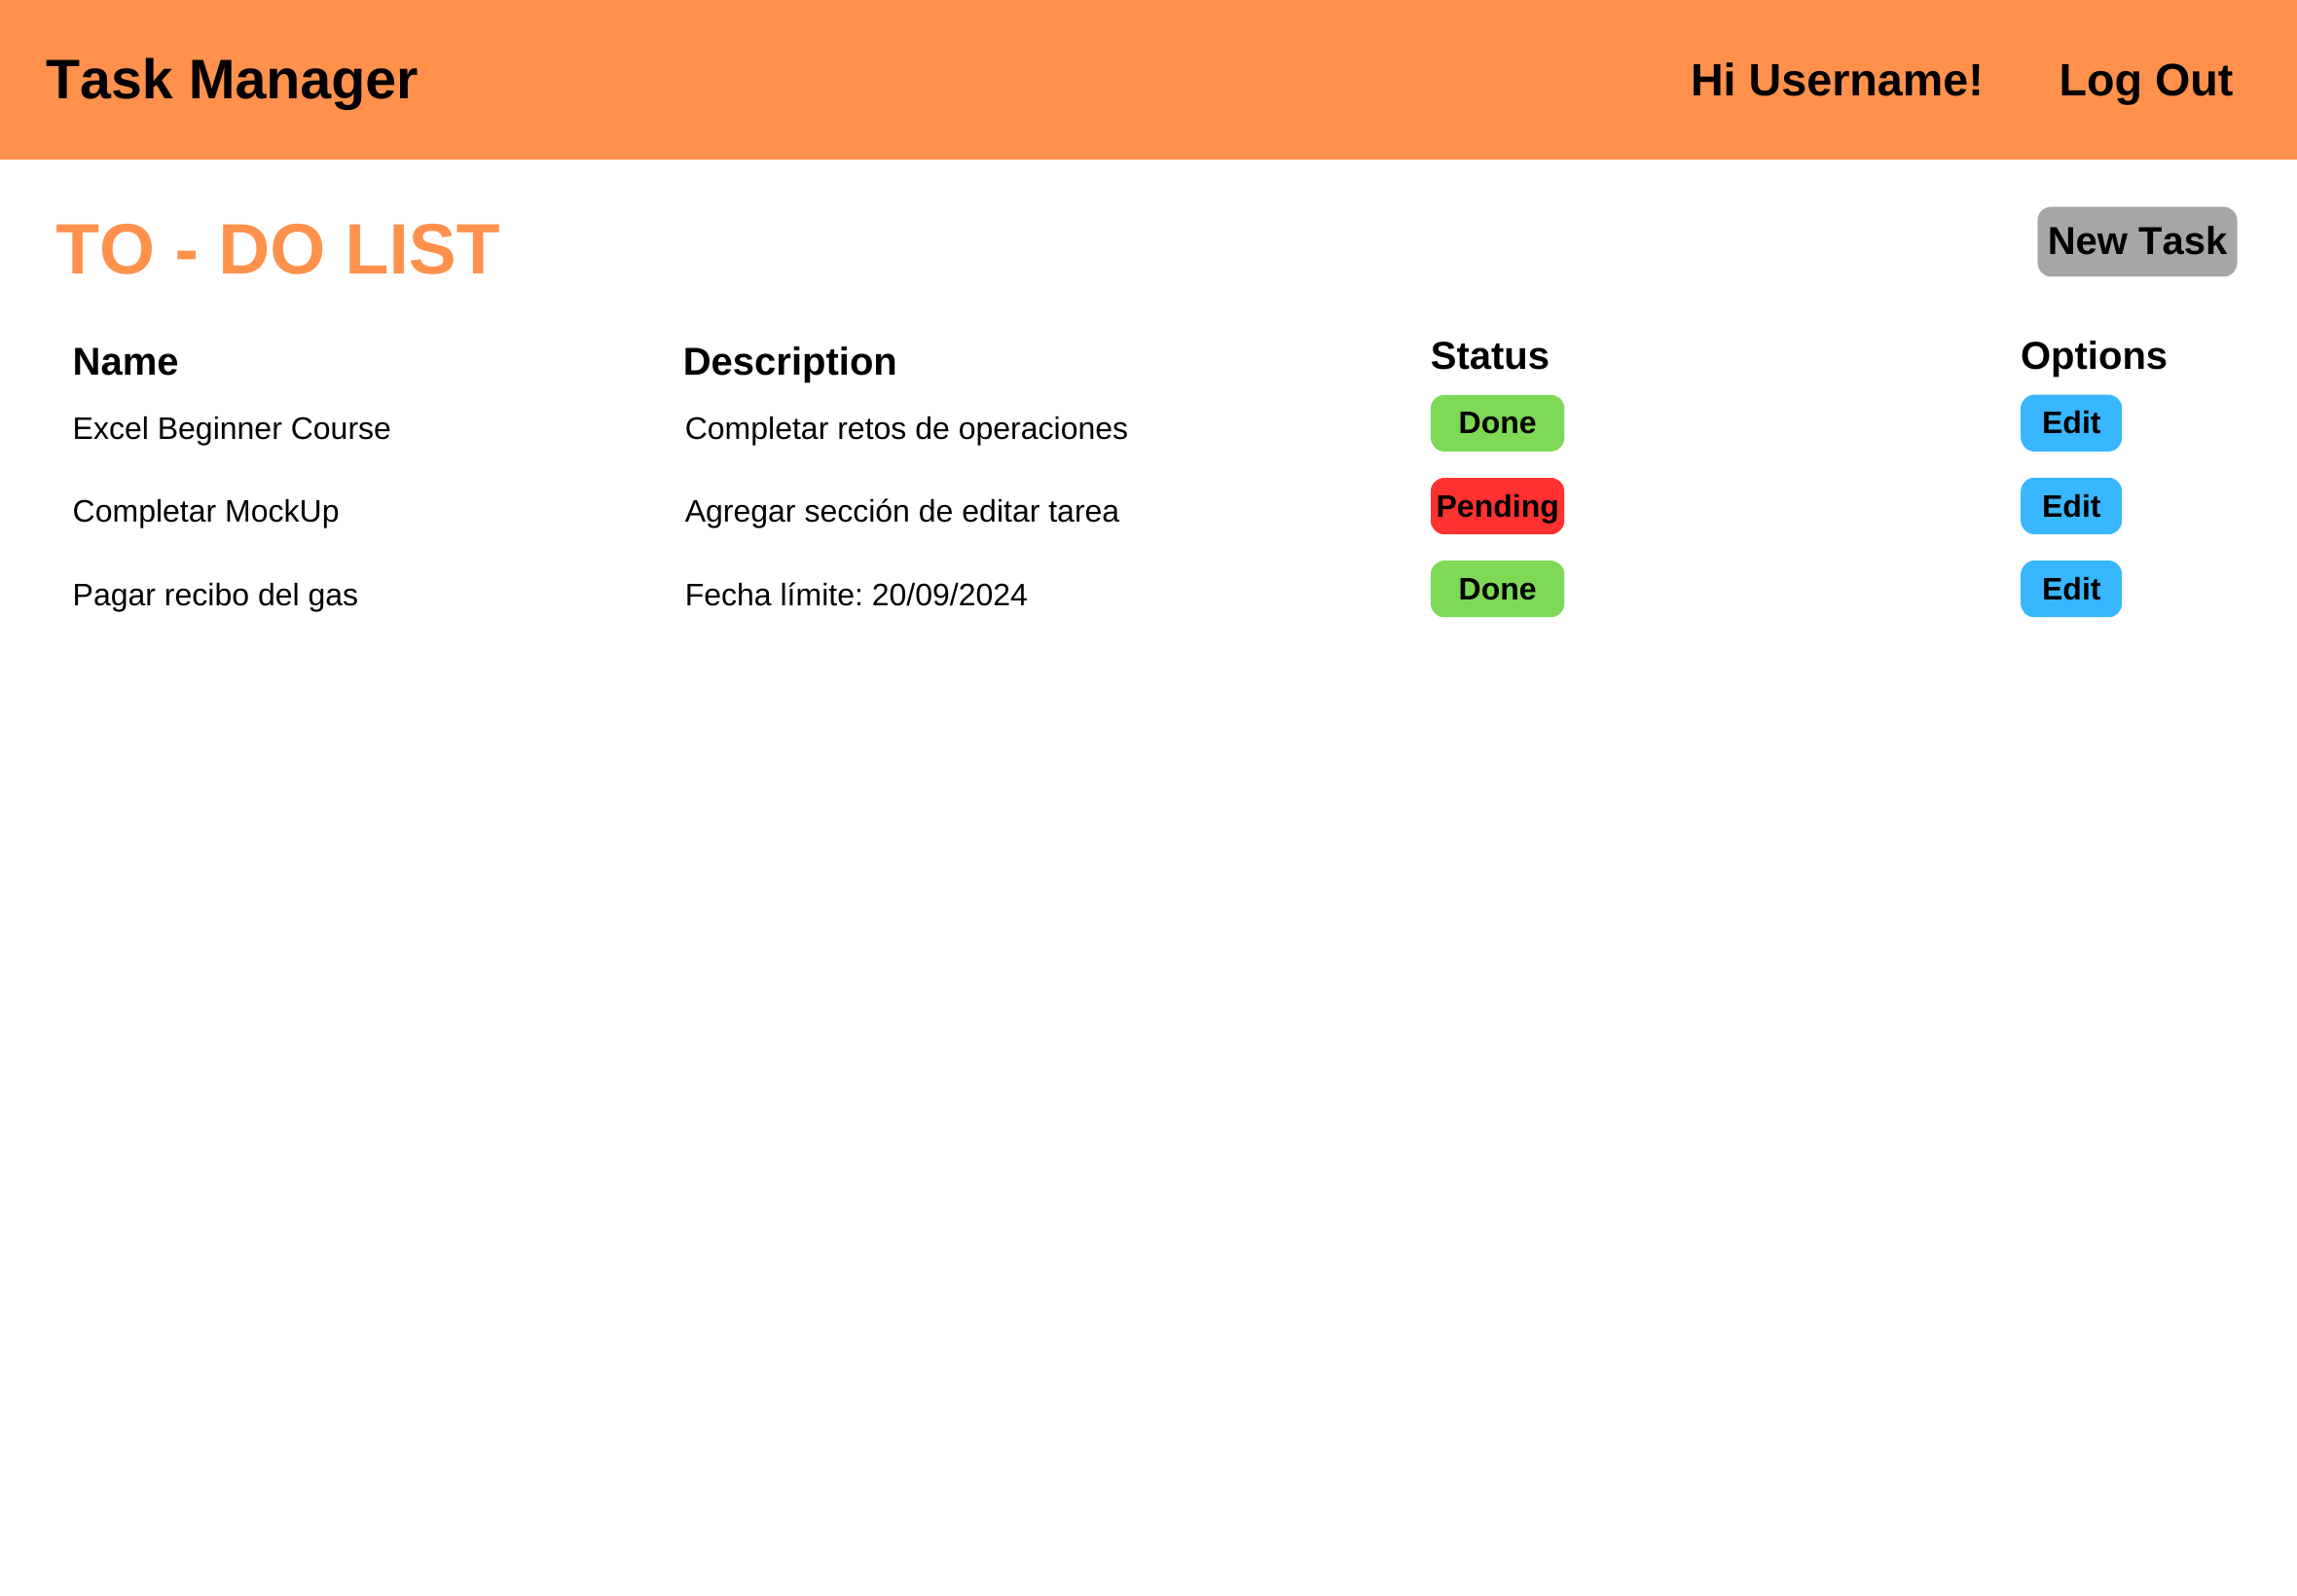 Task Manager Hi Username! Log Out
TO - DO LIST New Task
Name Description Status Options
Excel Beginner Course Completar retos de operaciones Done Edit
Completar MockUp Agregar sección de editar tarea Pending Edit
Pagar recibo del gas Fecha límite: 20/09/2024 Done Edit